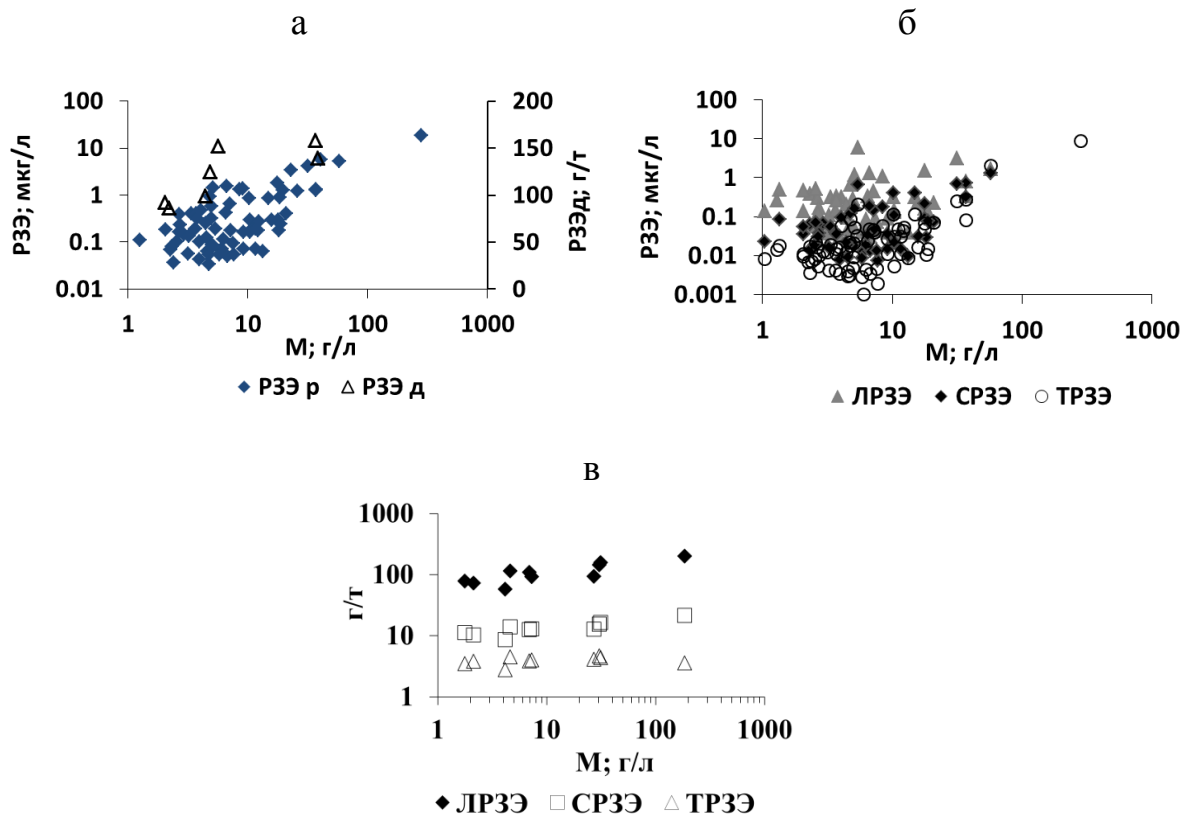 а
РЗЭ; мкг/л
100
10
1
0.1
0.01
200
150
100
50
0
РЗЭд; г/т
1 10 100 1000
М; г/л
РЗЭ р РЗЭ д
б
РЗЭ; мкг/л
100
10
1
0.1
0.01
0.001
1 10 100 1000
М; г/л
ЛРЗЭ СРЗЭ ТРЗЭ
в
г/т
1000
100
10
1
1 10 100 1000
М; г/л
ЛРЗЭ СРЗЭ ТРЗЭ